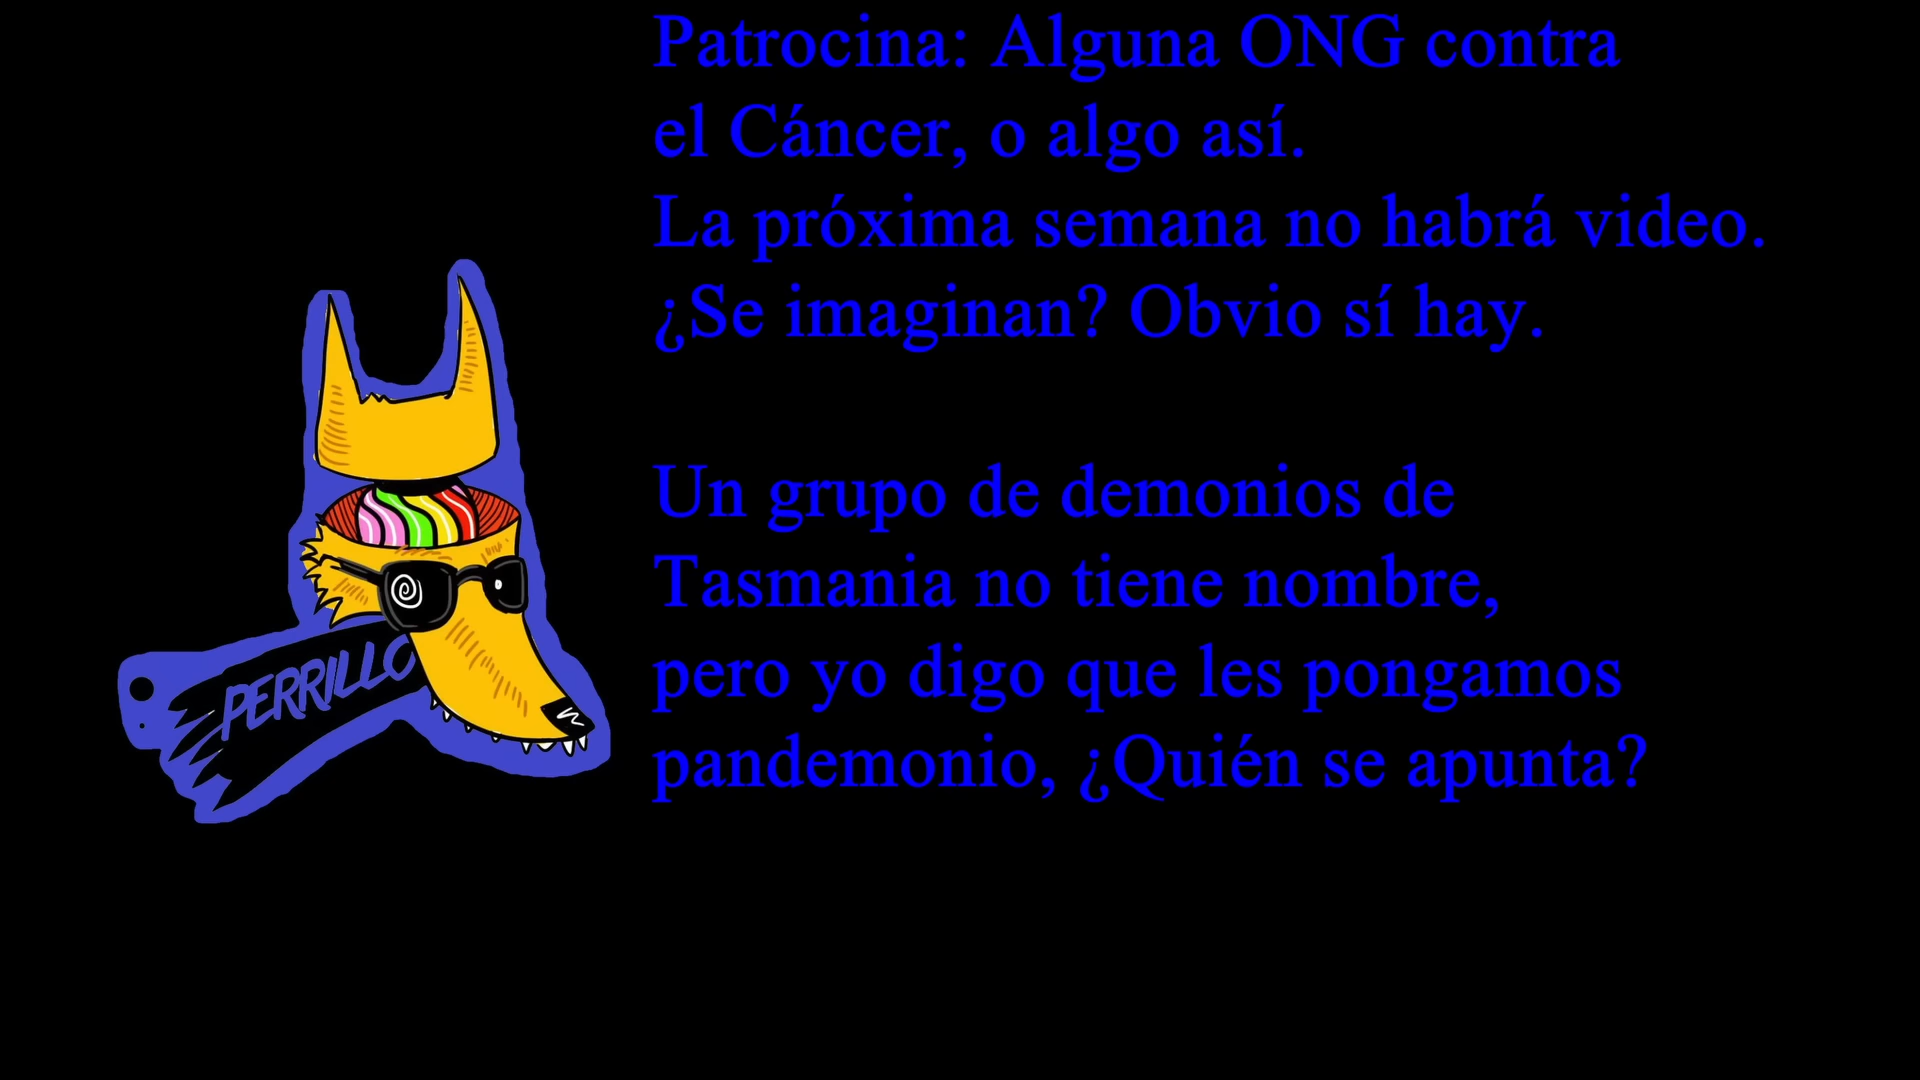 Patrocina: Alguna ONG contra
el Cáncer, o algo así.
La próxima semana no habrá video.
¿Se imaginan? Obvio sí hay.
Un grupo de demonios de
Tasmania no tiene nombre,
pero yo digo que les pongamos
pandemonio, ¿Quién se apunta?
PERRILLO